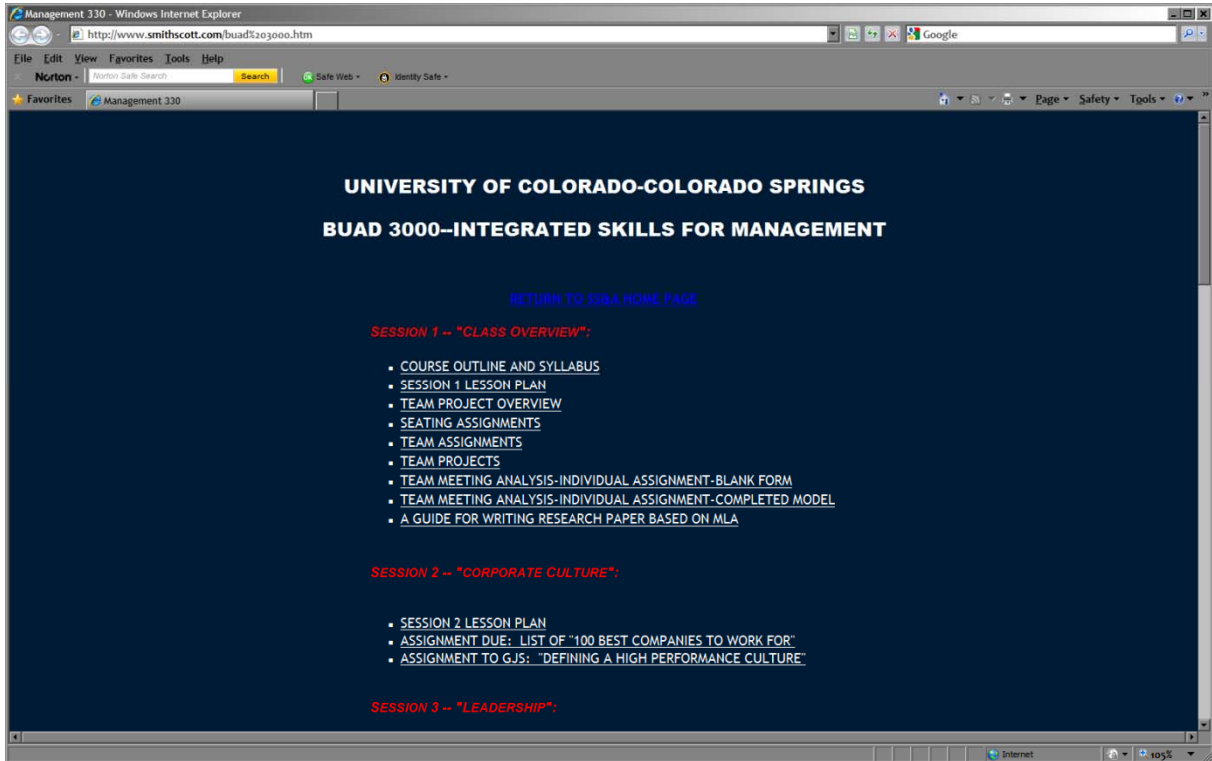 Management 330 - Windows Internet Explorer
http://www.smithscott.com/buad%203000.htm
Google
File Edit View Favorites Tools Help
Norton - Norton Safe Search Search Safe Web - Identity Safe -
Favorites Management 330 Page Safety Tools
UNIVERSITY OF COLORADO-COLORADO SPRINGS
BUAD 3000--INTEGRATED SKILLS FOR MANAGEMENT
RETURN TO SSBA HOME PAGE
SESSION 1 -- "CLASS OVERVIEW":
COURSE OUTLINE AND SYLLABUS
SESSION 1 LESSON PLAN
TEAM PROJECT OVERVIEW
SEATING ASSIGNMENTS
TEAM ASSIGNMENTS
TEAM PROJECTS
TEAM MEETING ANALYSIS-INDIVIDUAL ASSIGNMENT-BLANK FORM
TEAM MEETING ANALYSIS-INDIVIDUAL ASSIGNMENT-COMPLETED MODEL
A GUIDE FOR WRITING RESEARCH PAPER BASED ON MLA
SESSION 2 -- "CORPORATE CULTURE":
SESSION 2 LESSON PLAN
ASSIGNMENT DUE: LIST OF "100 BEST COMPANIES TO WORK FOR"
ASSIGNMENT TO GJS: "DEFINING A HIGH PERFORMANCE CULTURE"
SESSION 3 -- "LEADERSHIP":
Internet 105%